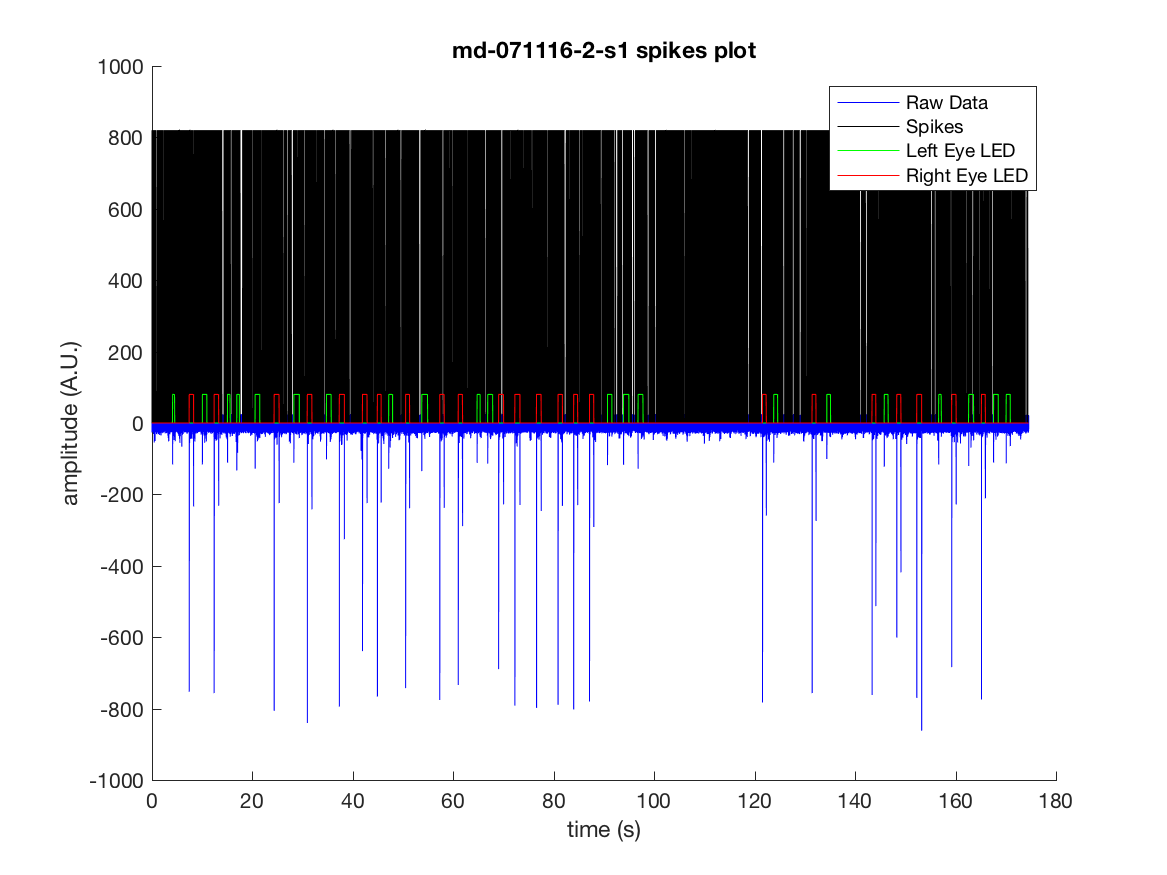 md-071116-2-s1 spikes plot
1000
800
600
400
200
0
-200
-400
-600
-800
-1000
amplitude (A.U.)
Raw Data
Spikes
Left Eye LED
Right Eye LED
0 20 40 60 80 100 120 140 160 180
time (s)